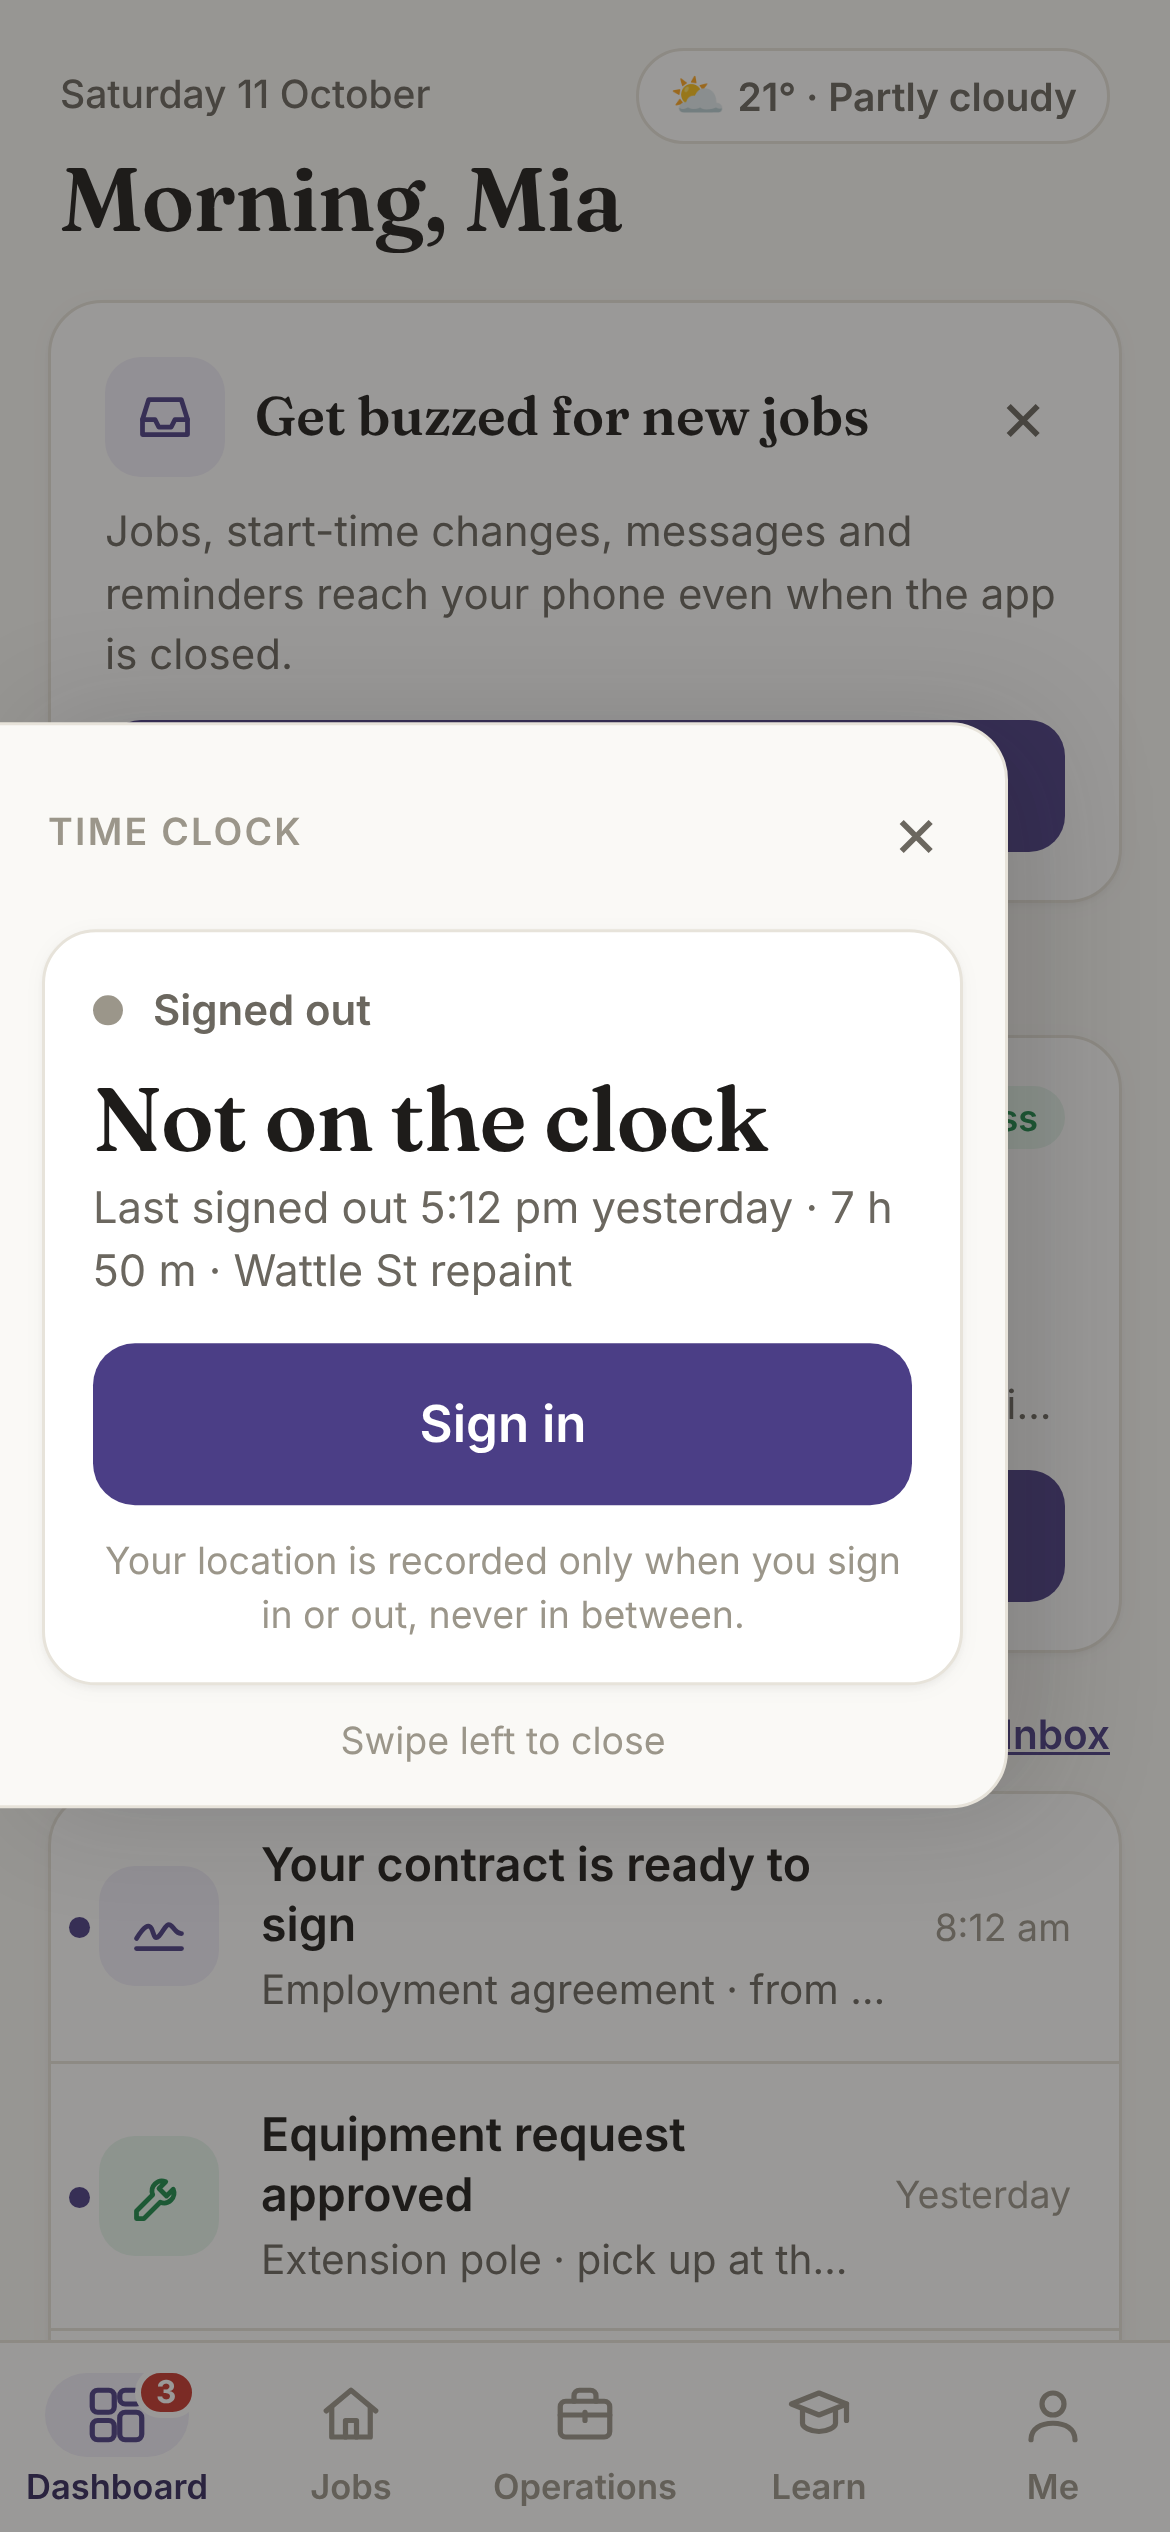 Saturday 11 October
21° · Partly cloudy
Morning, Mia
Get buzzed for new jobs
Jobs, start-time changes, messages and
reminders reach your phone even when the app
is closed.
TIME CLOCK
Signed out
Not on the clock
Last signed out 5:12 pm yesterday · 7 h
50 m · Wattle St repaint
Sign in
Your location is recorded only when you sign
in or out, never in between.
Swipe left to close
Inbox
Your contract is ready to
sign
8:12 am
Employment agreement · from ...
Equipment request
approved
Yesterday
Extension pole · pick up at th...
3
Dashboard
Jobs
Operations
Learn
Me